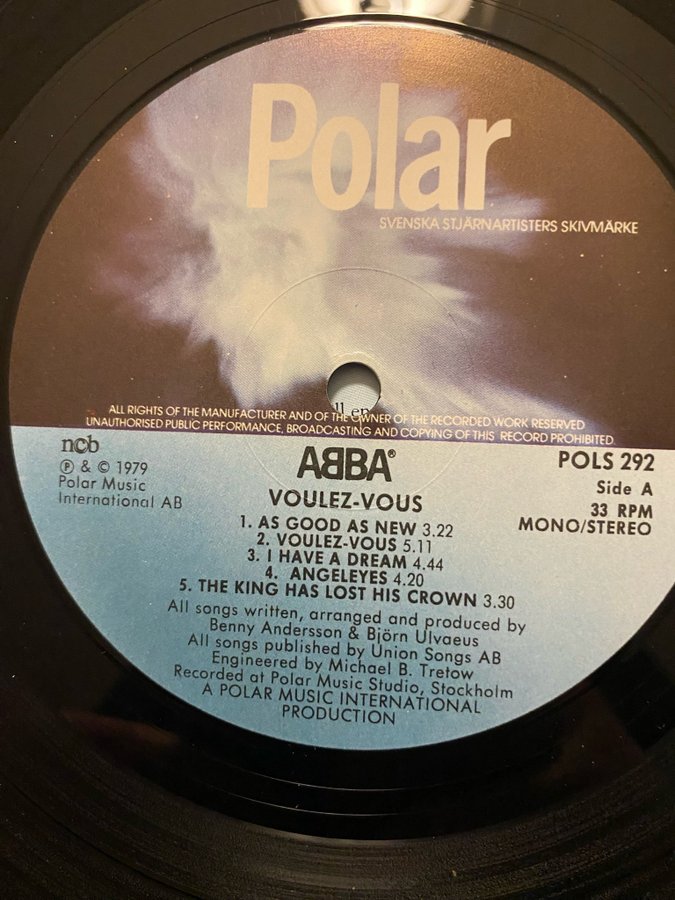 Polar
SVENSKA STJÄRNARTISTERS SKIVMÄRKE
ALL RIGHTS OF THE MANUFACTURER AND OF THE OWNER OF THE RECORDED WORK RESERVED
UNAUTHORISED PUBLIC PERFORMANCE, BROADCASTING AND COPYING OF THIS RECORD PROHIBITED
ncb
℗ & © 1979
Polar Music
International AB
ABBA®
VOULEZ-VOUS
POLS 292
Side A
33 RPM
MONO/STEREO
1. AS GOOD AS NEW 3.22
2. VOULEZ-VOUS 5.11
3. I HAVE A DREAM 4.44
4. ANGELEYES 4.20
5. THE KING HAS LOST HIS CROWN 3.30
All songs written, arranged and produced by
Benny Andersson & Björn Ulvaeus
All songs published by Union Songs AB
Engineered by Michael B. Tretow
Recorded at Polar Music Studio, Stockholm
A POLAR MUSIC INTERNATIONAL
PRODUCTION